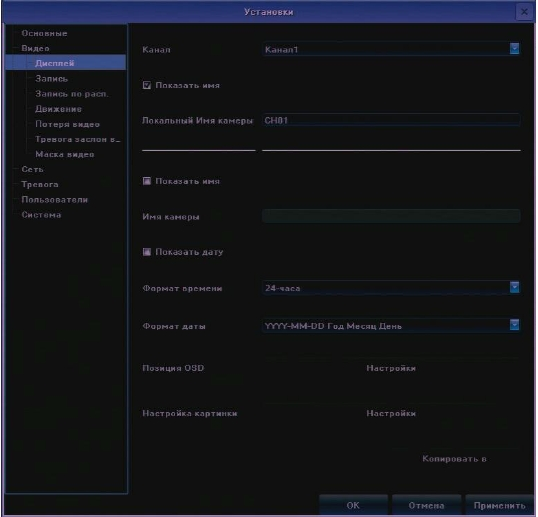 Установки
Основные
Видео
Дисплей
Запись
Запись по расп.
Движение
Потеря видео
Тревога заслон в_
Маска видео
Сеть
Тревога
Пользователи
Система
Канал Канал1
Показать имя
Локальный Имя камеры CH01
Показать имя
Имя камеры
Показать дату
Формат времени 24-часа
Формат даты YYYY-MM-DD Год Месяц День
Позиция OSD Настройки
Настройка картинки Настройки
Копировать в
OK Отмена Применить